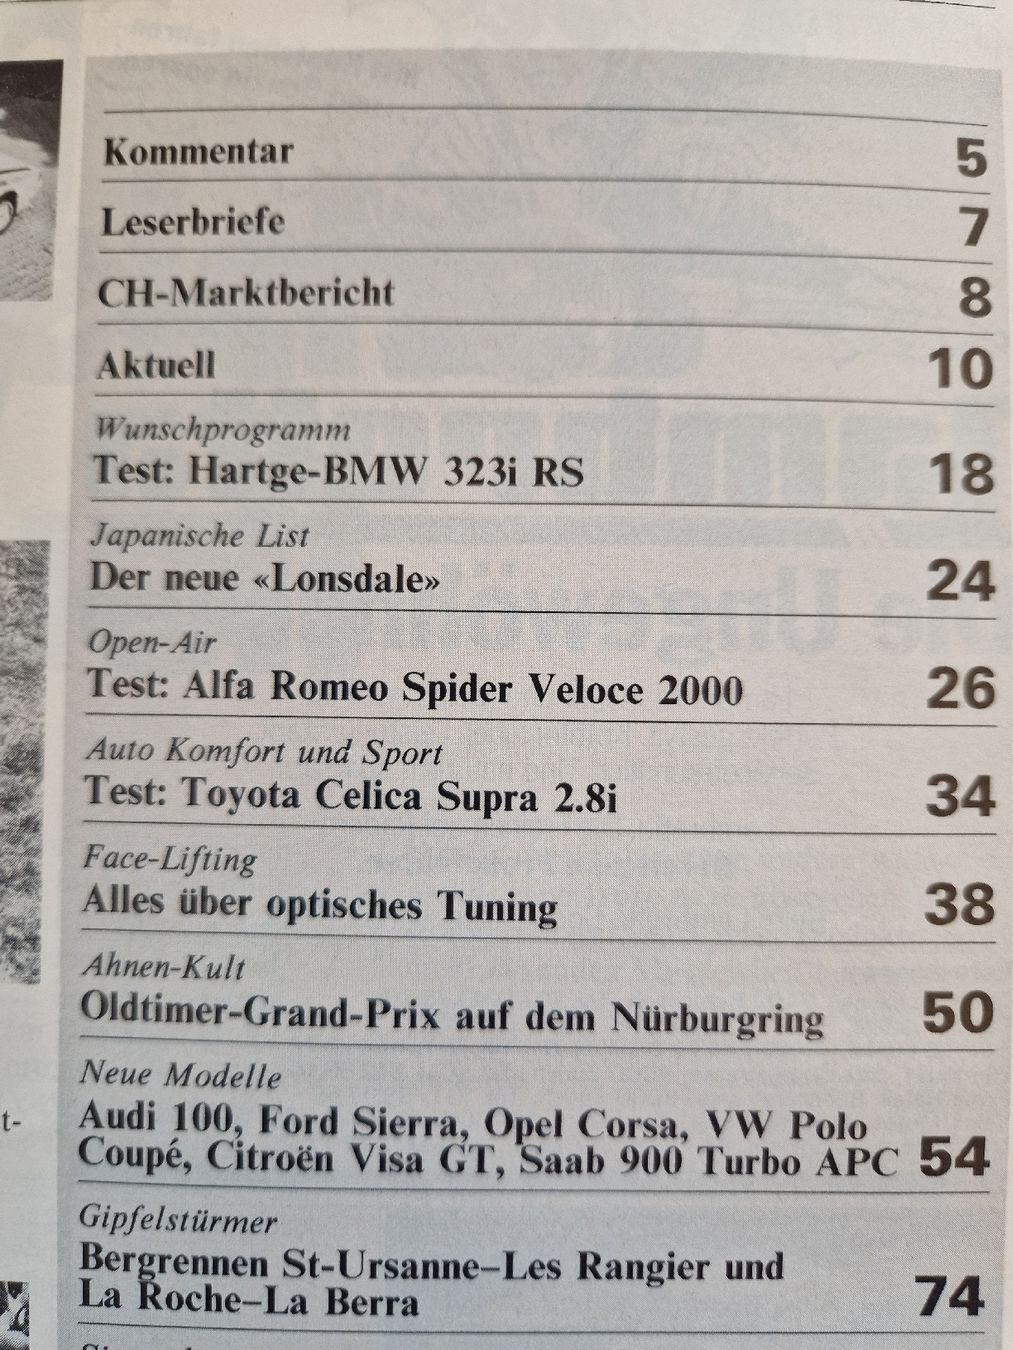 Kommentar 5
Leserbriefe 7
CH-Marktbericht 8
Aktuell 10
Wunschprogramm
Test: Hartge-BMW 323i RS 18
Japanische List
Der neue «Lonsdale» 24
Open-Air
Test: Alfa Romeo Spider Veloce 2000 26
Auto Komfort und Sport
Test: Toyota Celica Supra 2.8i 34
Face-Lifting
Alles über optisches Tuning 38
Ahnen-Kult
Oldtimer-Grand-Prix auf dem Nürburgring 50
Neue Modelle
Audi 100, Ford Sierra, Opel Corsa, VW Polo
Coupé, Citroën Visa GT, Saab 900 Turbo APC 54
t-
Gipfelstürmer
Bergrennen St-Ursanne–Les Rangier und
La Roche–La Berra 74